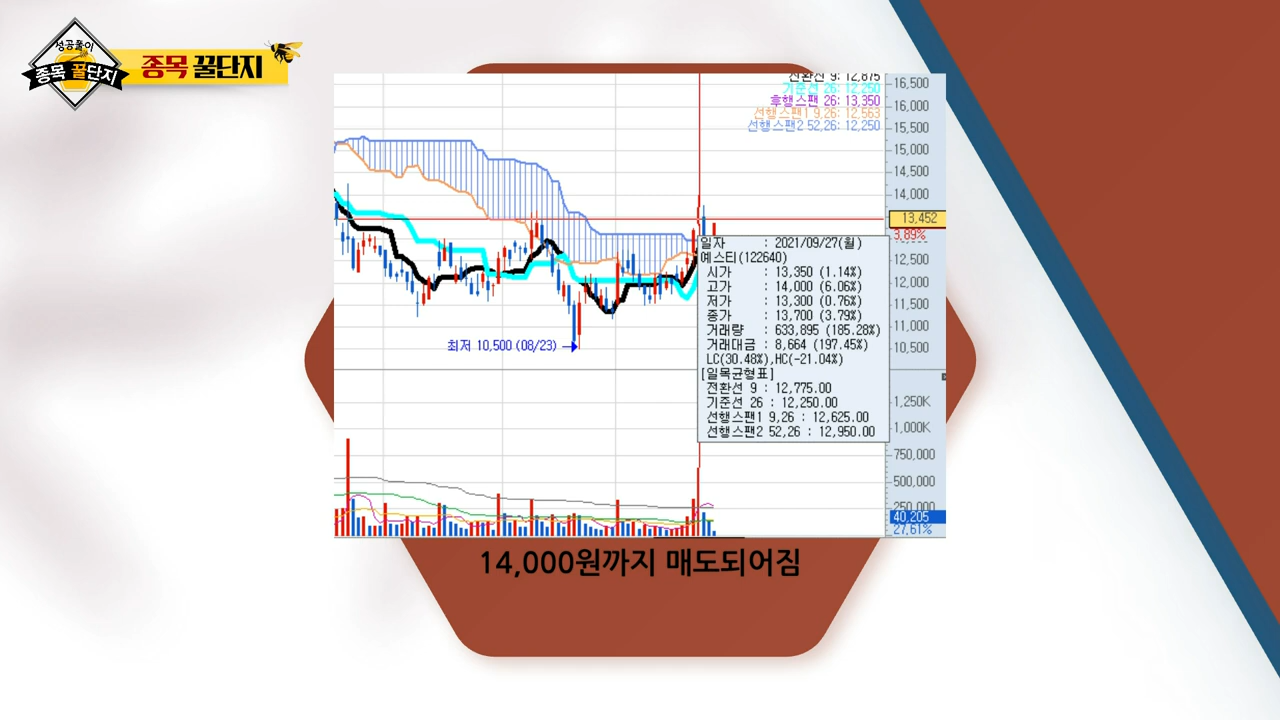 성공풀이
종목 꿀단지
종목 꿀단지
전환선 9: 12,875
기준선 26: 12,250
후행스팬 26: 13,350
선행스팬1 9,26: 12,563
선행스팬2 52,26: 12,250
16,500
16,000
15,500
15,000
14,500
14,000
13,452
3,89%
12,500
12,000
11,500
11,000
10,500
최저 10,500 (08/23)
일자 : 2021/09/27(월)
예스티(122640)
시가 : 13,350 (1.14%)
고가 : 14,000 (6.06%)
저가 : 13,300 (0.76%)
종가 : 13,700 (3.79%)
거래량 : 633,895 (185.28%)
거래대금 : 8,664 (197.45%)
LC(30.48%),HC(-21.04%)
[일목균형표]
전환선 9 : 12,775.00
기준선 26 : 12,250.00
선행스팬1 9,26 : 12,625.00
선행스팬2 52,26 : 12,950.00
1,250K
1,000K
750,000
500,000
250,000
40,205
27,61%
14,000원까지 매도되어짐